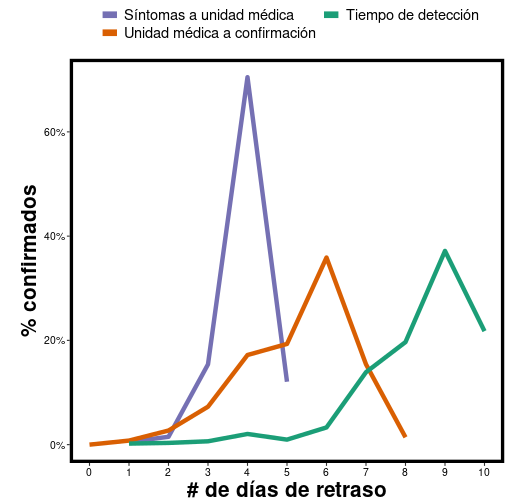 Síntomas a unidad médica
Tiempo de detección
Unidad médica a confirmación
% confirmados
60%
40%
20%
0%
0 1 2 3 4 5 6 7 8 9 10
# de días de retraso